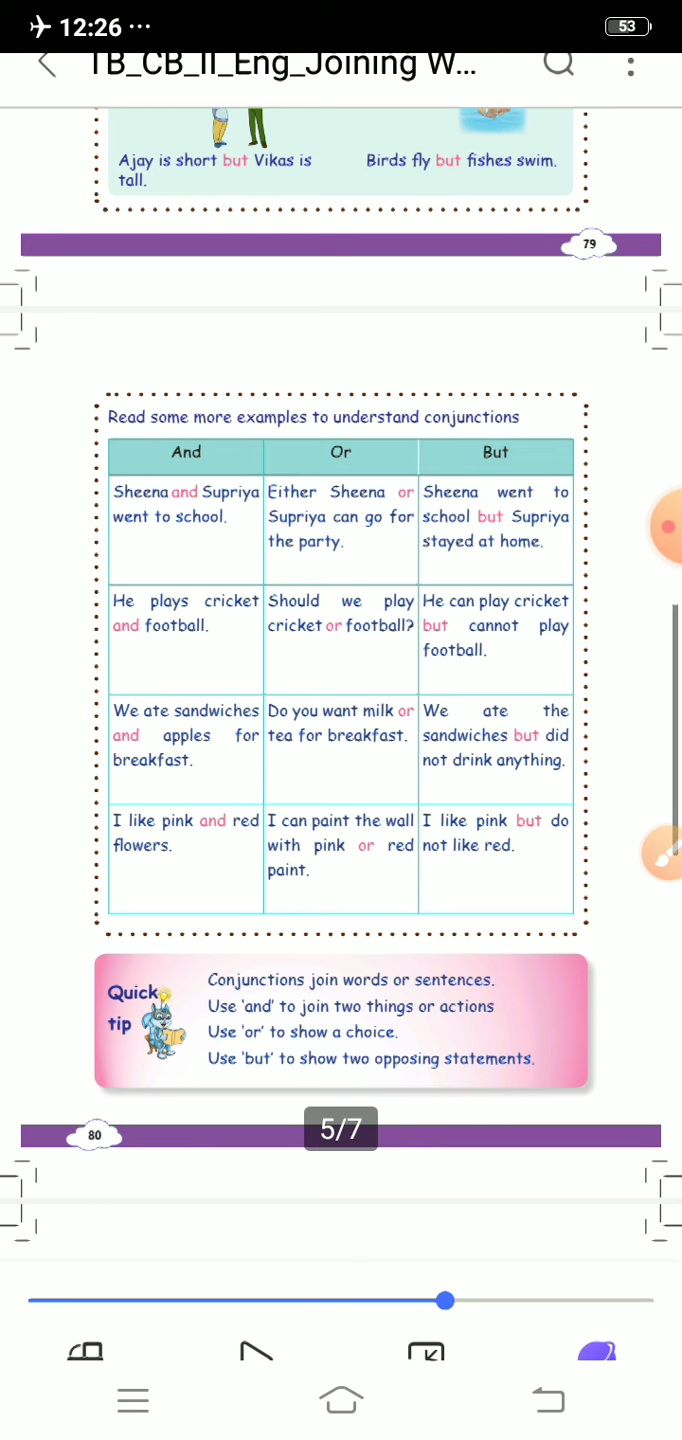 12:26 ...
53
TB_CB_II_Eng_Joining W...
Ajay is short but Vikas is
tall.
Birds fly but fishes swim.
79
Read some more examples to understand conjunctions
And
Or
But
Sheena and Supriya
went to school.
Either Sheena or
Supriya can go for
the party.
Sheena went to
school but Supriya
stayed at home.
He plays cricket
and football.
Should we play
cricket or football?
He can play cricket
but cannot play
football.
We ate sandwiches
and apples for
breakfast.
Do you want milk or
tea for breakfast.
We ate the
sandwiches but did
not drink anything.
I like pink and red
flowers.
I can paint the wall
with pink or red
paint.
I like pink but do
not like red.
Quick
tip
Conjunctions join words or sentences.
Use 'and' to join two things or actions
Use 'or' to show a choice.
Use 'but' to show two opposing statements.
80
5/7